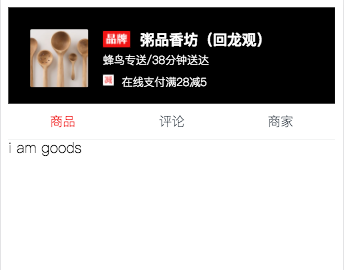 品牌 粥品香坊（回龙观）
蜂鸟专送/38分钟送达
减 在线支付满28减5
商品 评论 商家
i am goods